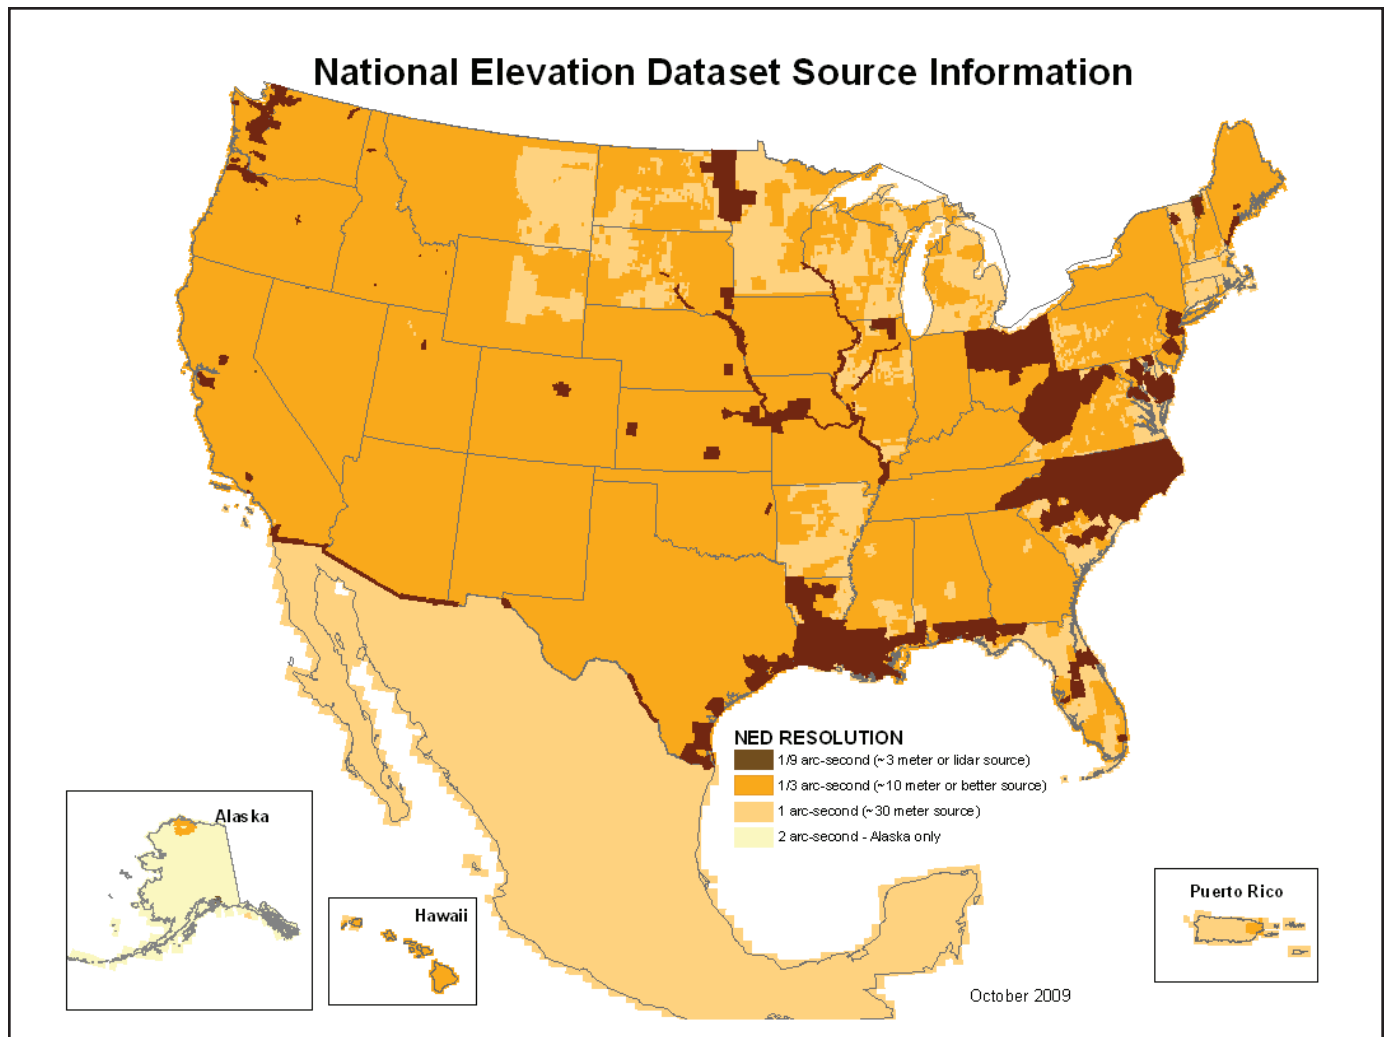 National Elevation Dataset Source Information
NED RESOLUTION
1/9 arc-second (~3 meter or lidar source)
1/3 arc-second (~10 meter or better source)
1 arc-second (~30 meter source)
2 arc-second - Alaska only
Alaska
Hawaii
Puerto Rico
October 2009